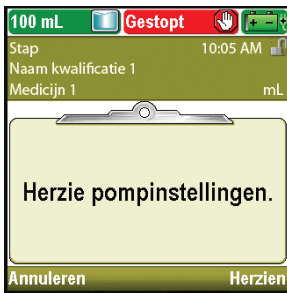 100 mL Gestopt
Stap 10:05 AM
Naam kwalificatie 1
Medicijn 1 mL
Herzie pompinstellingen.
Annuleren Herzien